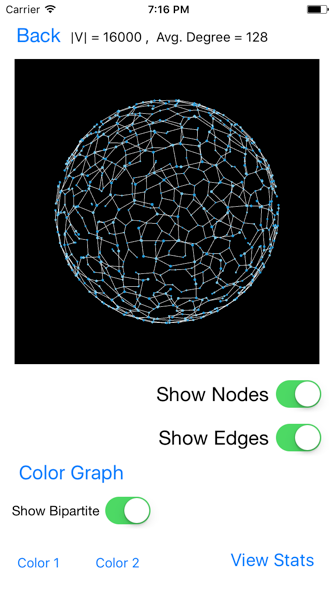 Carrier 7:16 PM
Back |V| = 16000 , Avg. Degree = 128
Show Nodes
Show Edges
Color Graph
Show Bipartite
Color 1 Color 2 View Stats